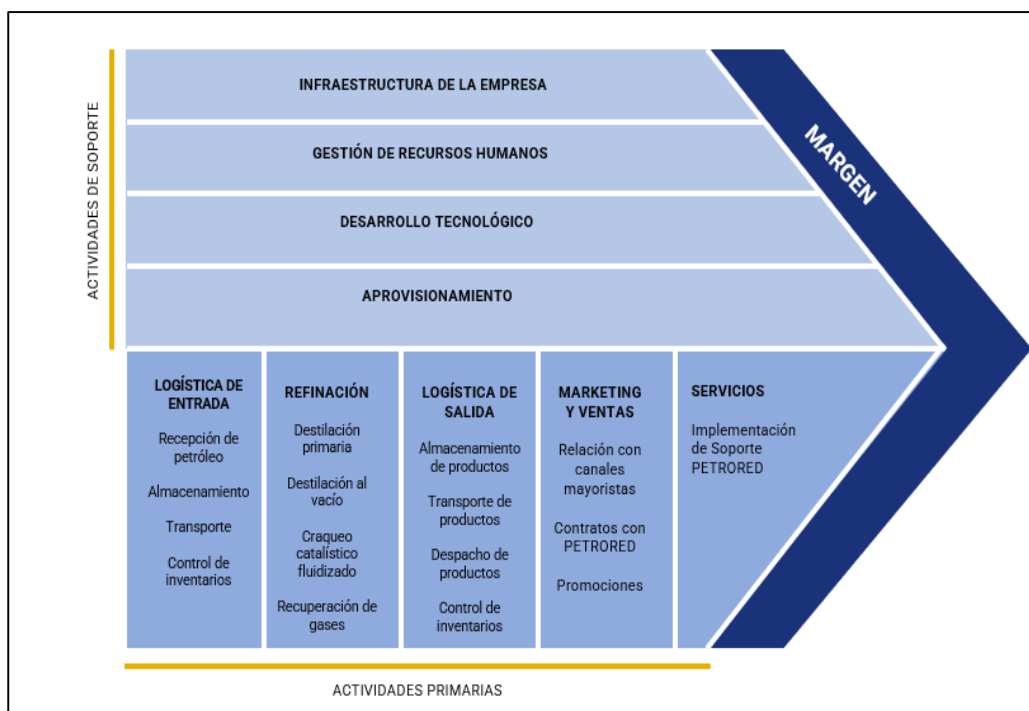 ACTIVIDADES DE SOPORTE
INFRAESTRUCTURA DE LA EMPRESA
GESTIÓN DE RECURSOS HUMANOS
DESARROLLO TECNOLÓGICO
APROVISIONAMIENTO
MARGEN
LOGÍSTICA DE
ENTRADA
Recepción de
petróleo
Almacenamiento
Transporte
Control de
inventarios
REFINACIÓN
Destilación
primaria
Destilación al
vacío
Craqueo
catalístico
fluidizado
Recuperación de
gases
LOGÍSTICA DE
SALIDA
Almacenamiento
de productos
Transporte de
productos
Despacho de
productos
Control de
inventarios
MARKETING
Y VENTAS
Relación con
canales
mayoristas
Contratos con
PETRORED
Promociones
SERVICIOS
Implementación
de Soporte
PETRORED
ACTIVIDADES PRIMARIAS